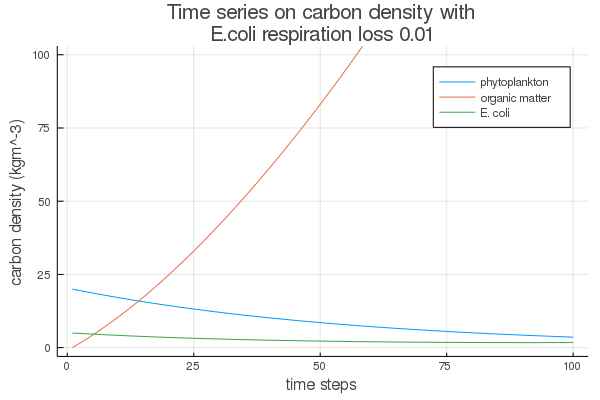 Time series on carbon density with
E.coli respiration loss 0.01
100
75
50
25
0
carbon density (kgm^-3)
phytoplankton
organic matter
E. coli
0
25
50
75
100
time steps